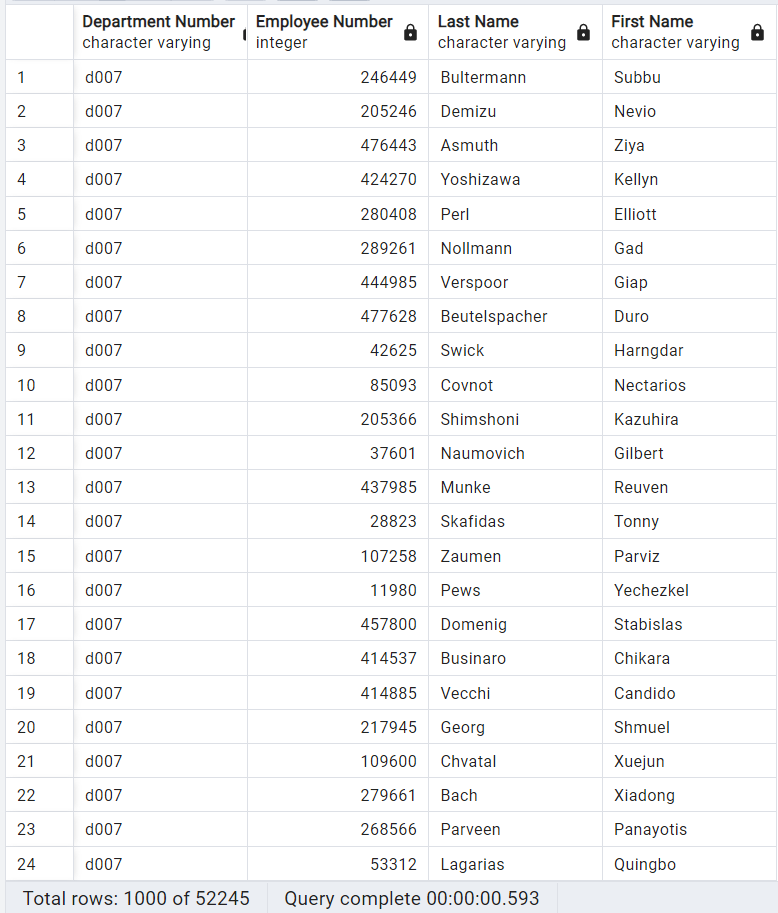 Department Number Employee Number Last Name First Name
character varying integer character varying character varying
1 d007 246449 Bultermann Subbu
2 d007 205246 Demizu Nevio
3 d007 476443 Asmuth Ziya
4 d007 424270 Yoshizawa Kellyn
5 d007 280408 Perl Elliott
6 d007 289261 Nollmann Gad
7 d007 444985 Verspoor Giap
8 d007 477628 Beutelspacher Duro
9 d007 42625 Swick Harngdar
10 d007 85093 Covnot Nectarios
11 d007 205366 Shimshoni Kazuhira
12 d007 37601 Naumovich Gilbert
13 d007 437985 Munke Reuven
14 d007 28823 Skafidas Tonny
15 d007 107258 Zaumen Parviz
16 d007 11980 Pews Yechezkel
17 d007 457800 Domenig Stabislas
18 d007 414537 Businaro Chikara
19 d007 414885 Vecchi Candido
20 d007 217945 Georg Shmuel
21 d007 109600 Chvatal Xuejun
22 d007 279661 Bach Xiadong
23 d007 268566 Parveen Panayotis
24 d007 53312 Lagarias Quingbo
Total rows: 1000 of 52245 Query complete 00:00:00.593